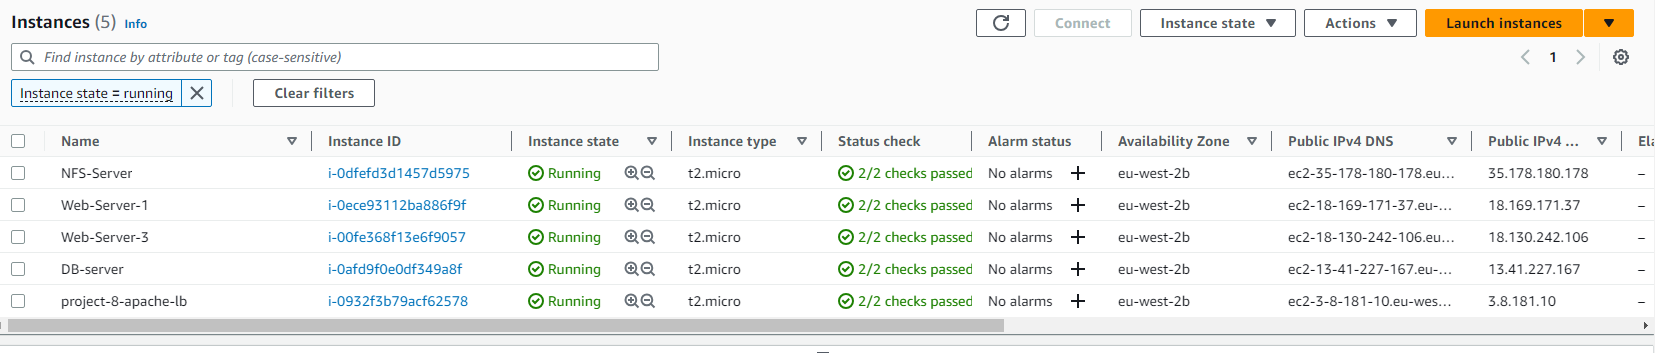 Instances (5) Info Connect Instance state Actions Launch instances
Find instance by attribute or tag (case-sensitive) 1
Instance state = running Clear filters
Name Instance ID Instance state Instance type Status check Alarm status Availability Zone Public IPv4 DNS Public IPv4 ... Ela
NFS-Server i-0dfefd3d1457d5975 Running t2.micro 2/2 checks passed No alarms eu-west-2b ec2-35-178-180-178.eu... 35.178.180.178 –
Web-Server-1 i-0ece93112ba886f9f Running t2.micro 2/2 checks passed No alarms eu-west-2b ec2-18-169-171-37.eu-... 18.169.171.37 –
Web-Server-3 i-00fe368f13e6f9057 Running t2.micro 2/2 checks passed No alarms eu-west-2b ec2-18-130-242-106.eu... 18.130.242.106 –
DB-server i-0afd9f0e0df349a8f Running t2.micro 2/2 checks passed No alarms eu-west-2b ec2-13-41-227-167.eu-... 13.41.227.167 –
project-8-apache-lb i-0932f3b79acf62578 Running t2.micro 2/2 checks passed No alarms eu-west-2b ec2-3-8-181-10.eu-wes... 3.8.181.10 –